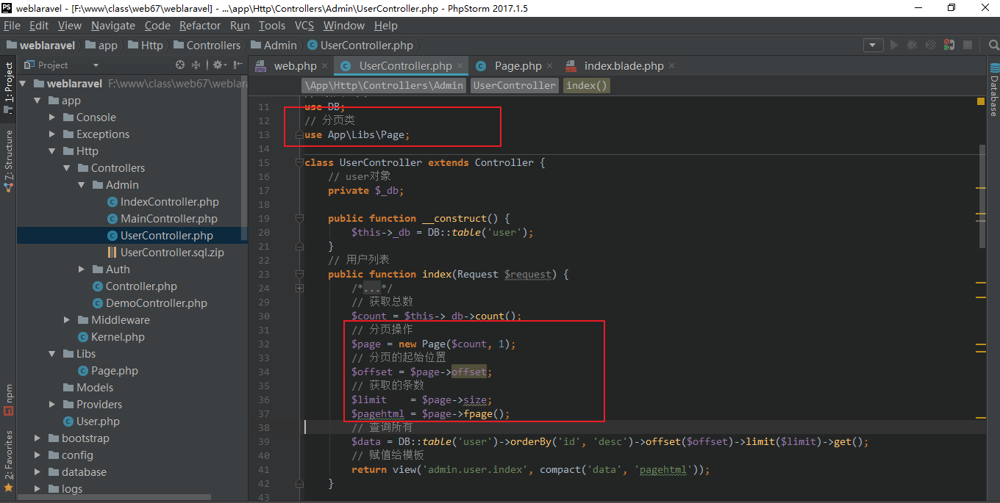 weblaravel - [F:\www\class\web67\weblaravel] - ...\app\Http\Controllers\Admin\UserController.php - PhpStorm 2017.1.5
File Edit View Navigate Code Refactor Run Tools VCS Window Help
weblaravel app Http Controllers Admin UserController.php
Project
web.php UserController.php Page.php index.blade.php
\App\Http\Controllers\Admin UserController index()
1: Project
7: Structure
npm
2: Favorites
Database
weblaravel F:\www\class\web67\weblara
app
Console
Exceptions
Http
Controllers
Admin
IndexController.php
MainController.php
UserController.php
UserController.sql.zip
Auth
Controller.php
DemoController.php
Middleware
Kernel.php
Libs
Page.php
Models
Providers
User.php
bootstrap
config
database
logs
11 use DB;
12 // 分页类
13 use App\Libs\Page;
14
15 class UserController extends Controller {
16 // user对象
17 private $_db;
18
19 public function __construct() {
20 $this->_db = DB::table('user');
21 }
22 // 用户列表
23 public function index(Request $request) {
24 /*...*/
29 // 获取总数
30 $count = $this->_db->count();
31 // 分页操作
32 $page = new Page($count, 1);
33 // 分页的起始位置
34 $offset = $page->offset;
35 // 获取的条数
36 $limit    = $page->size;
37 $pagehtml = $page->fpage();
38 // 查询所有
39 $data = DB::table('user')->orderBy('id', 'desc')->offset($offset)->limit($limit)->get();
40 // 赋值给模板
41 return view('admin.user.index', compact('data', 'pagehtml'));
42 }
43